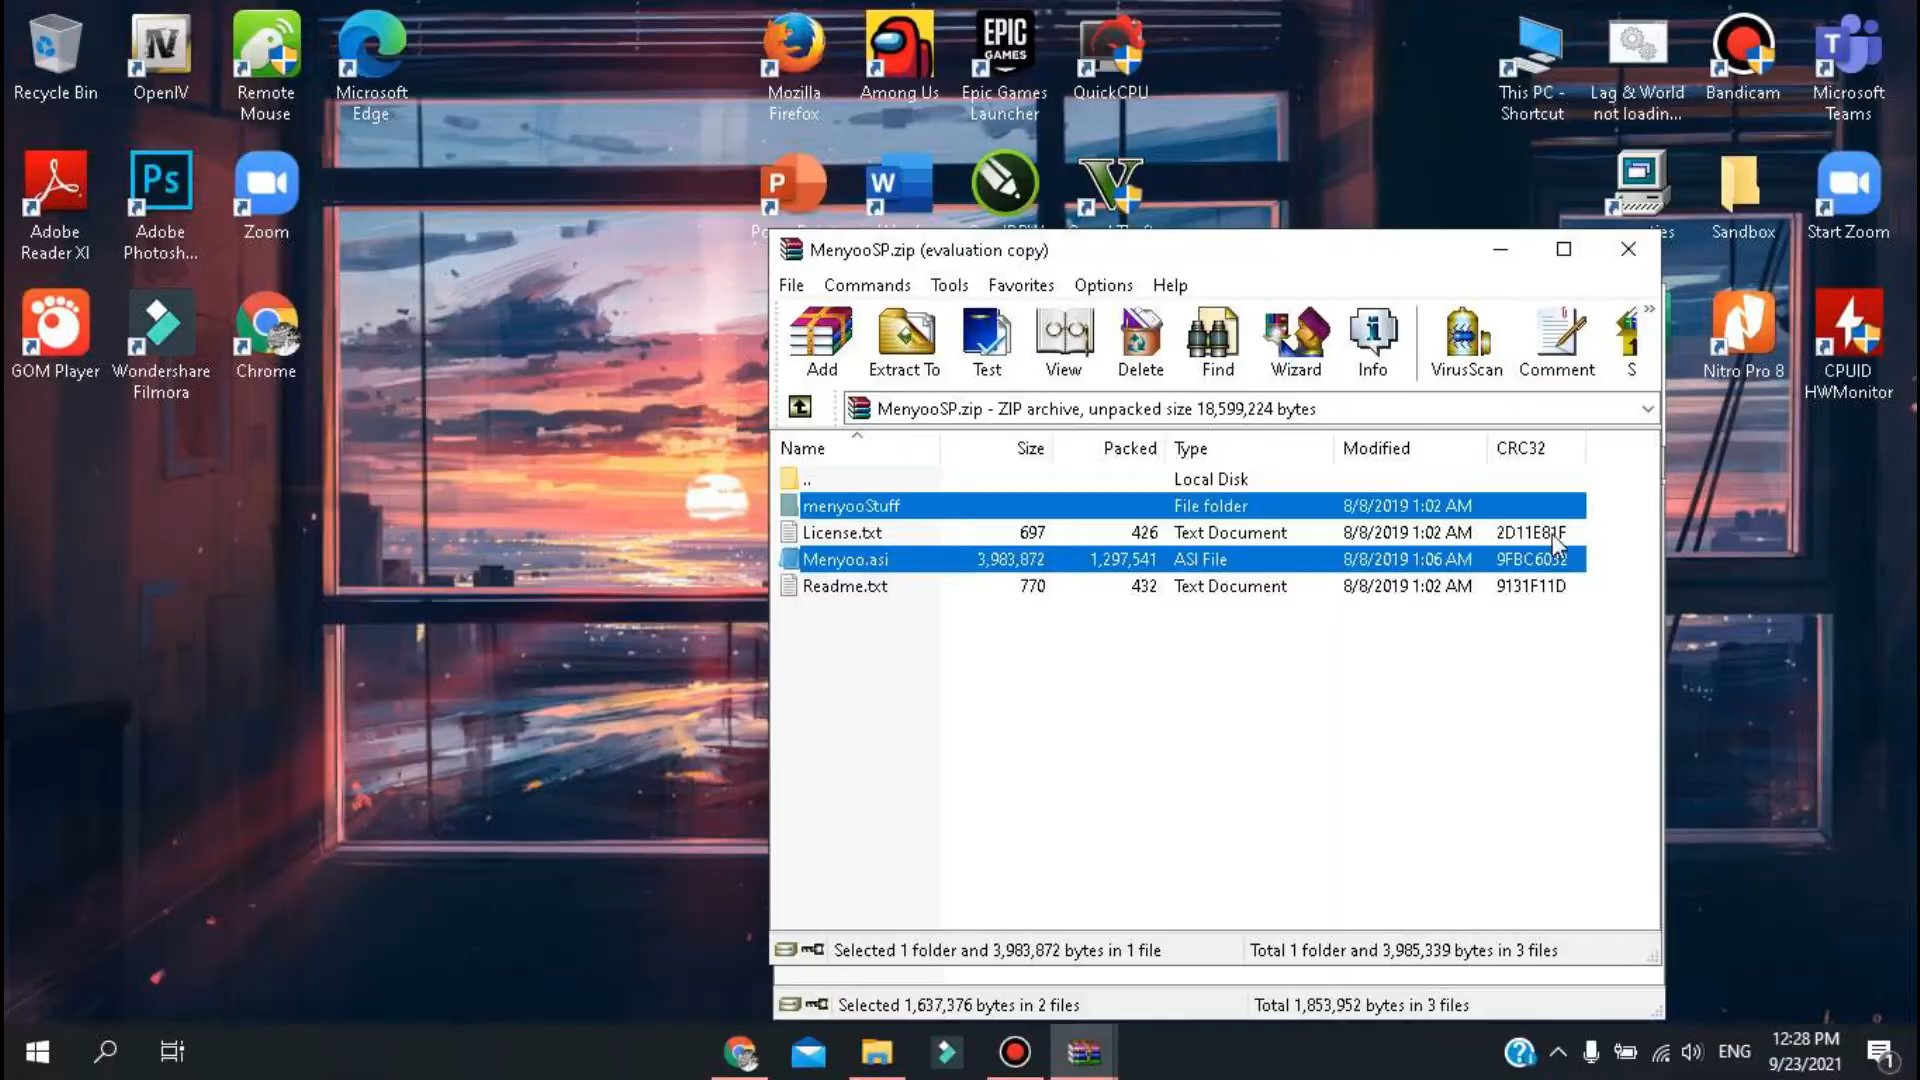 Recycle Bin
OpenIV
Remote
Mouse
Microsoft
Edge
Mozilla
Firefox
Among Us
EPIC
GAMES
Epic Games
Launcher
QuickCPU
This PC -
Shortcut
Lag & World
not loadin...
Bandicam
Microsoft
Teams
Adobe
Reader XI
Ps
Adobe
Photosh...
Zoom
P
W
V
Sandbox
Start Zoom
GOM Player
Wondershare
Filmora
Chrome
Nitro Pro 8
CPUID
HWMonitor
MenyooSP.zip (evaluation copy)
File Commands Tools Favorites Options Help
Add Extract To Test View Delete Find Wizard Info VirusScan Comment S
MenyooSP.zip - ZIP archive, unpacked size 18,599,224 bytes
Name Size Packed Type Modified CRC32
.. Local Disk
menyooStuff File folder 8/8/2019 1:02 AM
License.txt 697 426 Text Document 8/8/2019 1:02 AM 2D11E81F
Menyoo.asi 3,983,872 1,297,541 ASI File 8/8/2019 1:06 AM 9FBC6032
Readme.txt 770 432 Text Document 8/8/2019 1:02 AM 9131F11D
Selected 1 folder and 3,983,872 bytes in 1 file Total 1 folder and 3,985,339 bytes in 3 files
Selected 1,637,376 bytes in 2 files Total 1,853,952 bytes in 3 files
ENG
12:28 PM
9/23/2021
1